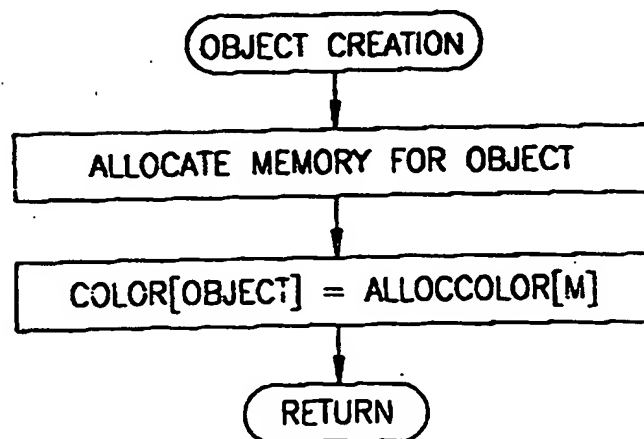 OBJECT CREATION
ALLOCATE MEMORY FOR OBJECT
COLOR[OBJECT] = ALLOCCOLOR[M]
RETURN